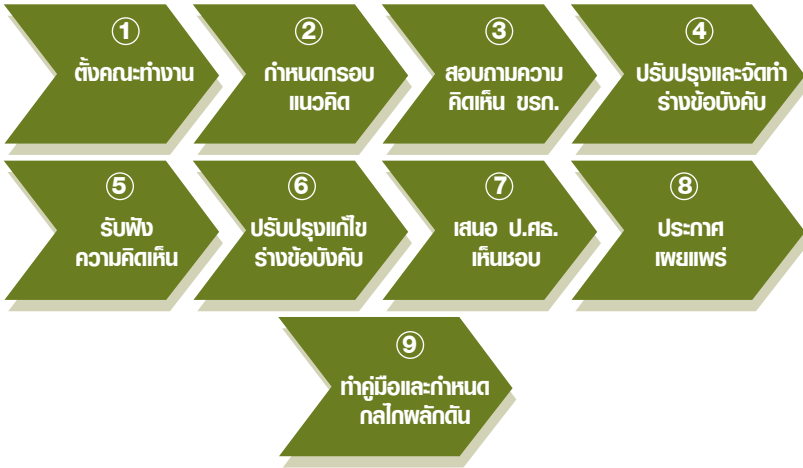 ①
ตั้งคณะทำงาน
②
กำหนดกรอบ
แนวคิด
③
สอบถามความ
คิดเห็น ขรก.
④
ปรับปรุงและจัดทำ
ร่างข้อบังคับ
⑤
รับฟัง
ความคิดเห็น
⑥
ปรับปรุงแก้ไข
ร่างข้อบังคับ
⑦
เสนอ ป.ศธ.
เห็นชอบ
⑧
ประกาศ
เผยแพร่
⑨
ทำคู่มือและกำหนด
กลไกผลักดัน